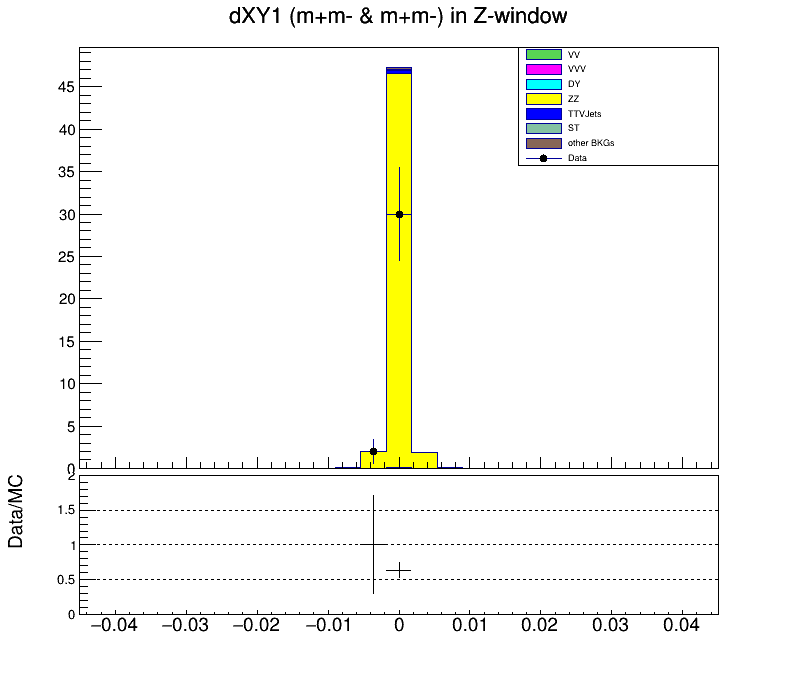 dXY1 (m+m- & m+m-) in Z-window
VV
VVV
DY
ZZ
TTVJets
ST
other BKGs
Data
45
40
35
30
25
20
15
10
5
0
2
1.5
1
0.5
0
Data/MC
−0.04 −0.03 −0.02 −0.01 0 0.01 0.02 0.03 0.04